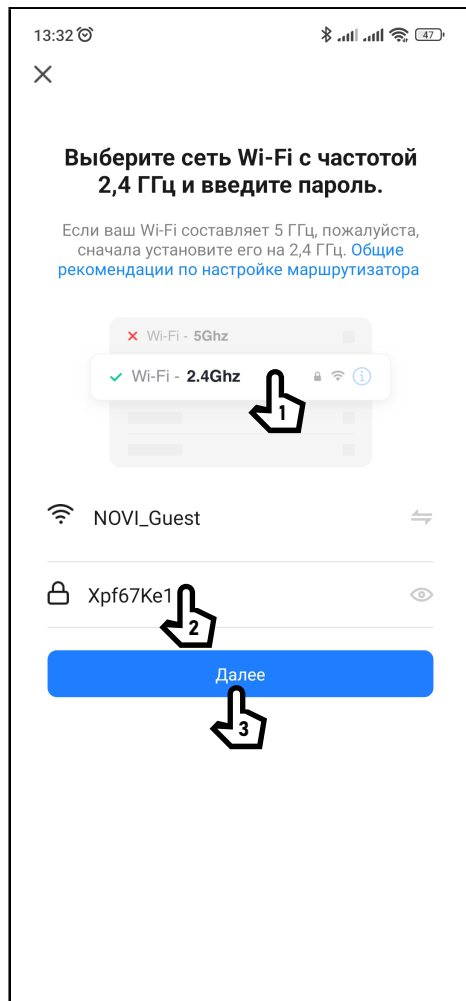 13:32
47
Выберите сеть Wi-Fi с частотой
2,4 ГГц и введите пароль.
Если ваш Wi-Fi составляет 5 ГГц, пожалуйста,
сначала установите его на 2,4 ГГц. Общие
рекомендации по настройке маршрутизатора
Wi-Fi - 5Ghz
Wi-Fi - 2.4Ghz
1
NOVI_Guest
Xpf67Ke1
2
Далее
3